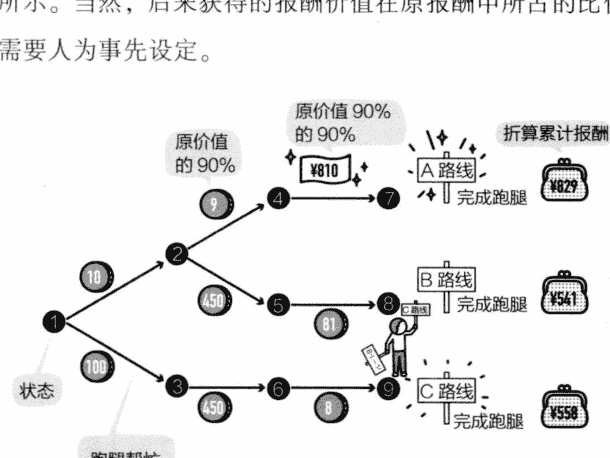 所示。当然，后来获得的报酬价值在原报酬中所占的比
需要人为事先设定。
原价值
的 90%
原价值 90%
的 90%
折算累计报酬
¥810
A 路线
完成跑腿
¥829
9
4
7
2
10
B 路线
完成跑腿
¥541
450
5
8
C 路线
81
1
100
状态
3
450
6
8
9
C 路线
完成跑腿
¥558
跑腿帮忙